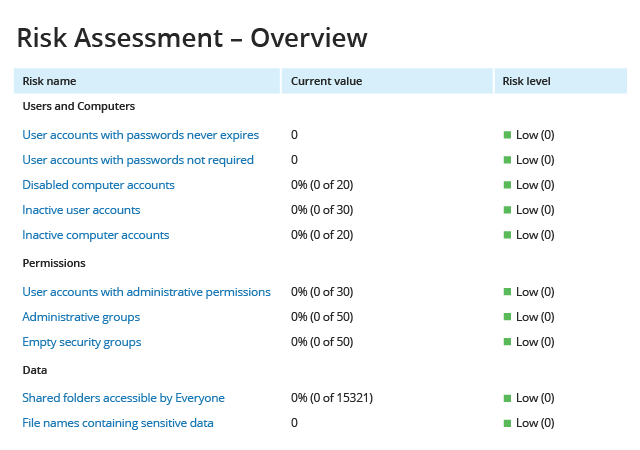 Risk Assessment – Overview
Risk name Current value Risk level
Users and Computers
User accounts with passwords never expires 0 Low (0)
User accounts with passwords not required 0 Low (0)
Disabled computer accounts 0% (0 of 20) Low (0)
Inactive user accounts 0% (0 of 30) Low (0)
Inactive computer accounts 0% (0 of 20) Low (0)
Permissions
User accounts with administrative permissions 0% (0 of 30) Low (0)
Administrative groups 0% (0 of 50) Low (0)
Empty security groups 0% (0 of 50) Low (0)
Data
Shared folders accessible by Everyone 0% (0 of 15321) Low (0)
File names containing sensitive data 0 Low (0)